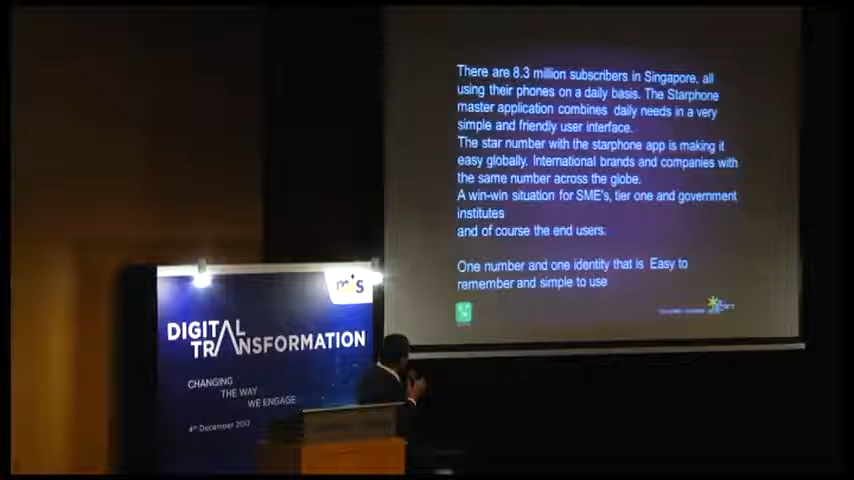 There are 8.3 million subscribers in Singapore, all
using their phones on a daily basis. The Starphone
master application combines daily needs in a very
simple and friendly user interface.
The star number with the starphone app is making it
easy globally. International brands and companies with
the same number across the globe.
A win-win situation for SME's, tier one and government
institutes
and of course the end users.
One number and one identity that is Easy to
remember and simple to use
mis
DIGITAL
TRANSFORMATION
CHANGING
THE WAY
WE ENGAGE
4th December 2017